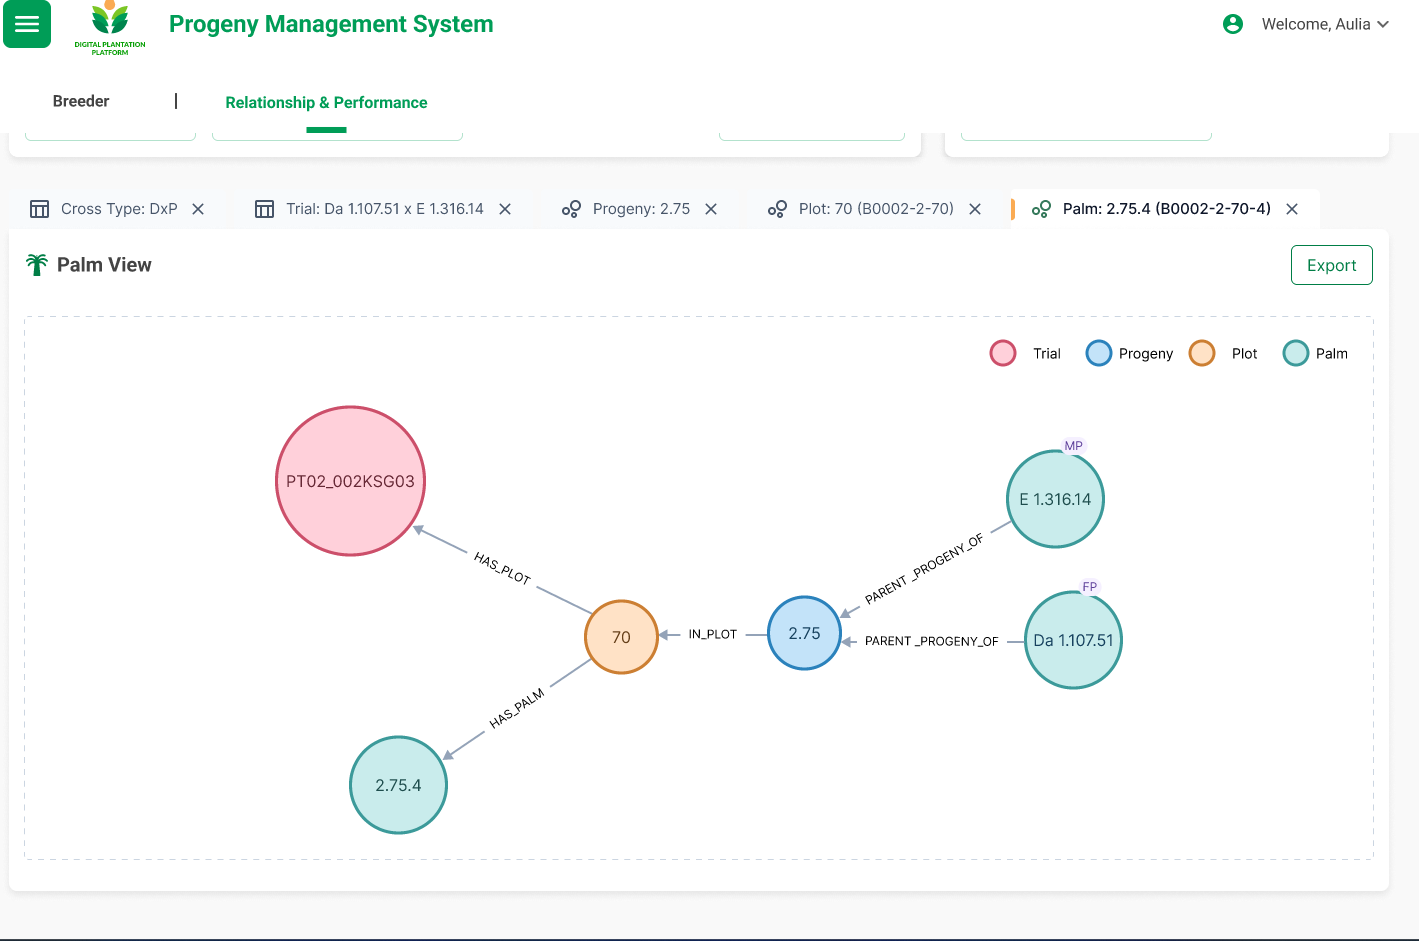 DIGITAL PLANTATION
PLATFORM
Progeny Management System
Welcome, Aulia
Breeder
Relationship & Performance
Cross Type: DxP
Trial: Da 1.107.51 x E 1.316.14
Progeny: 2.75
Plot: 70 (B0002-2-70)
Palm: 2.75.4 (B0002-2-70-4)
Palm View
Export
Trial
Progeny
Plot
Palm
PT02_002KSG03
MP
E 1.316.14
HAS_PLOT
PARENT _PROGENY_OF
FP
70
IN_PLOT
2.75
PARENT _PROGENY_OF
Da 1.107.51
HAS_PALM
2.75.4